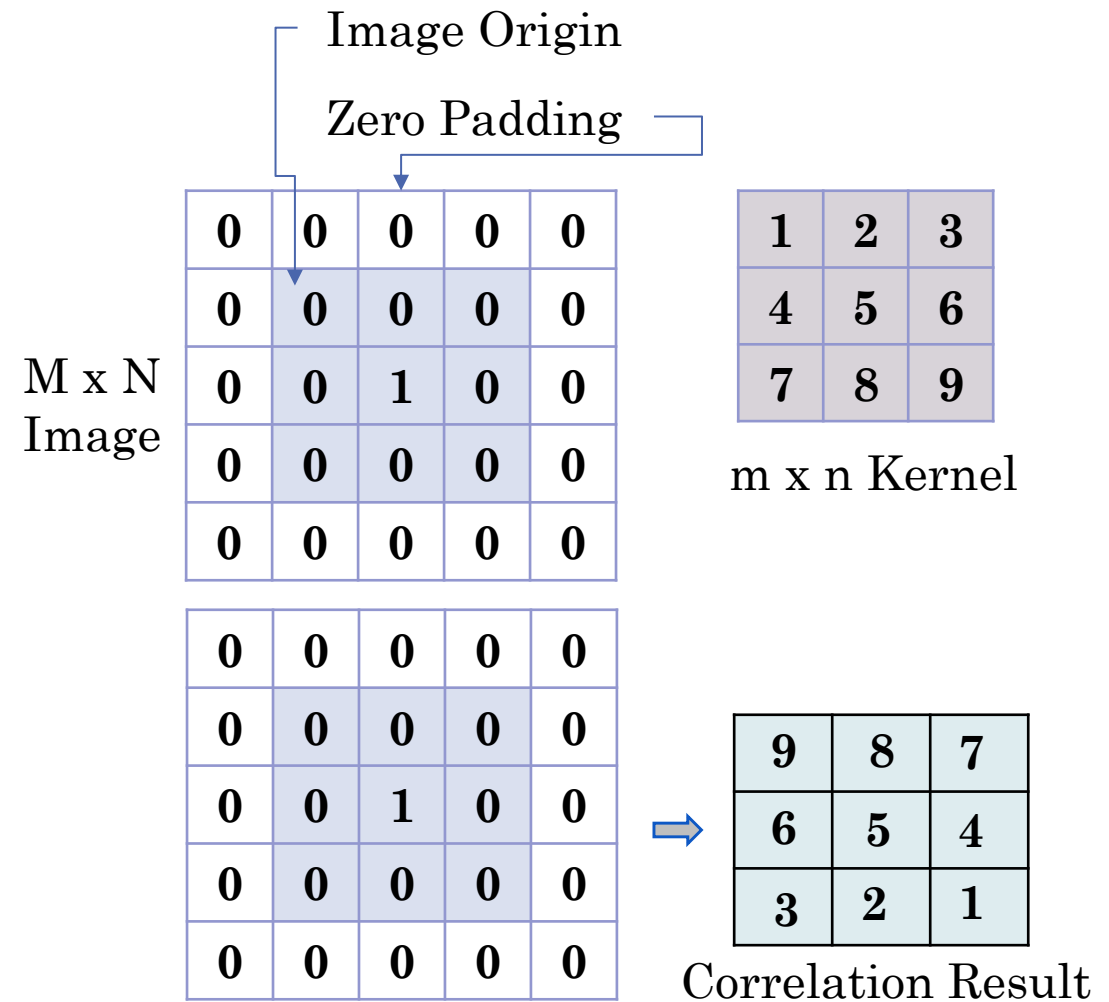 Image Origin
Zero Padding
0 0 0 0 0
0 0 0 0 0
0 0 1 0 0
0 0 0 0 0
0 0 0 0 0
M x N
Image
1 2 3
4 5 6
7 8 9
m x n Kernel
0 0 0 0 0
0 0 0 0 0
0 0 1 0 0
0 0 0 0 0
0 0 0 0 0
9 8 7
6 5 4
3 2 1
Correlation Result